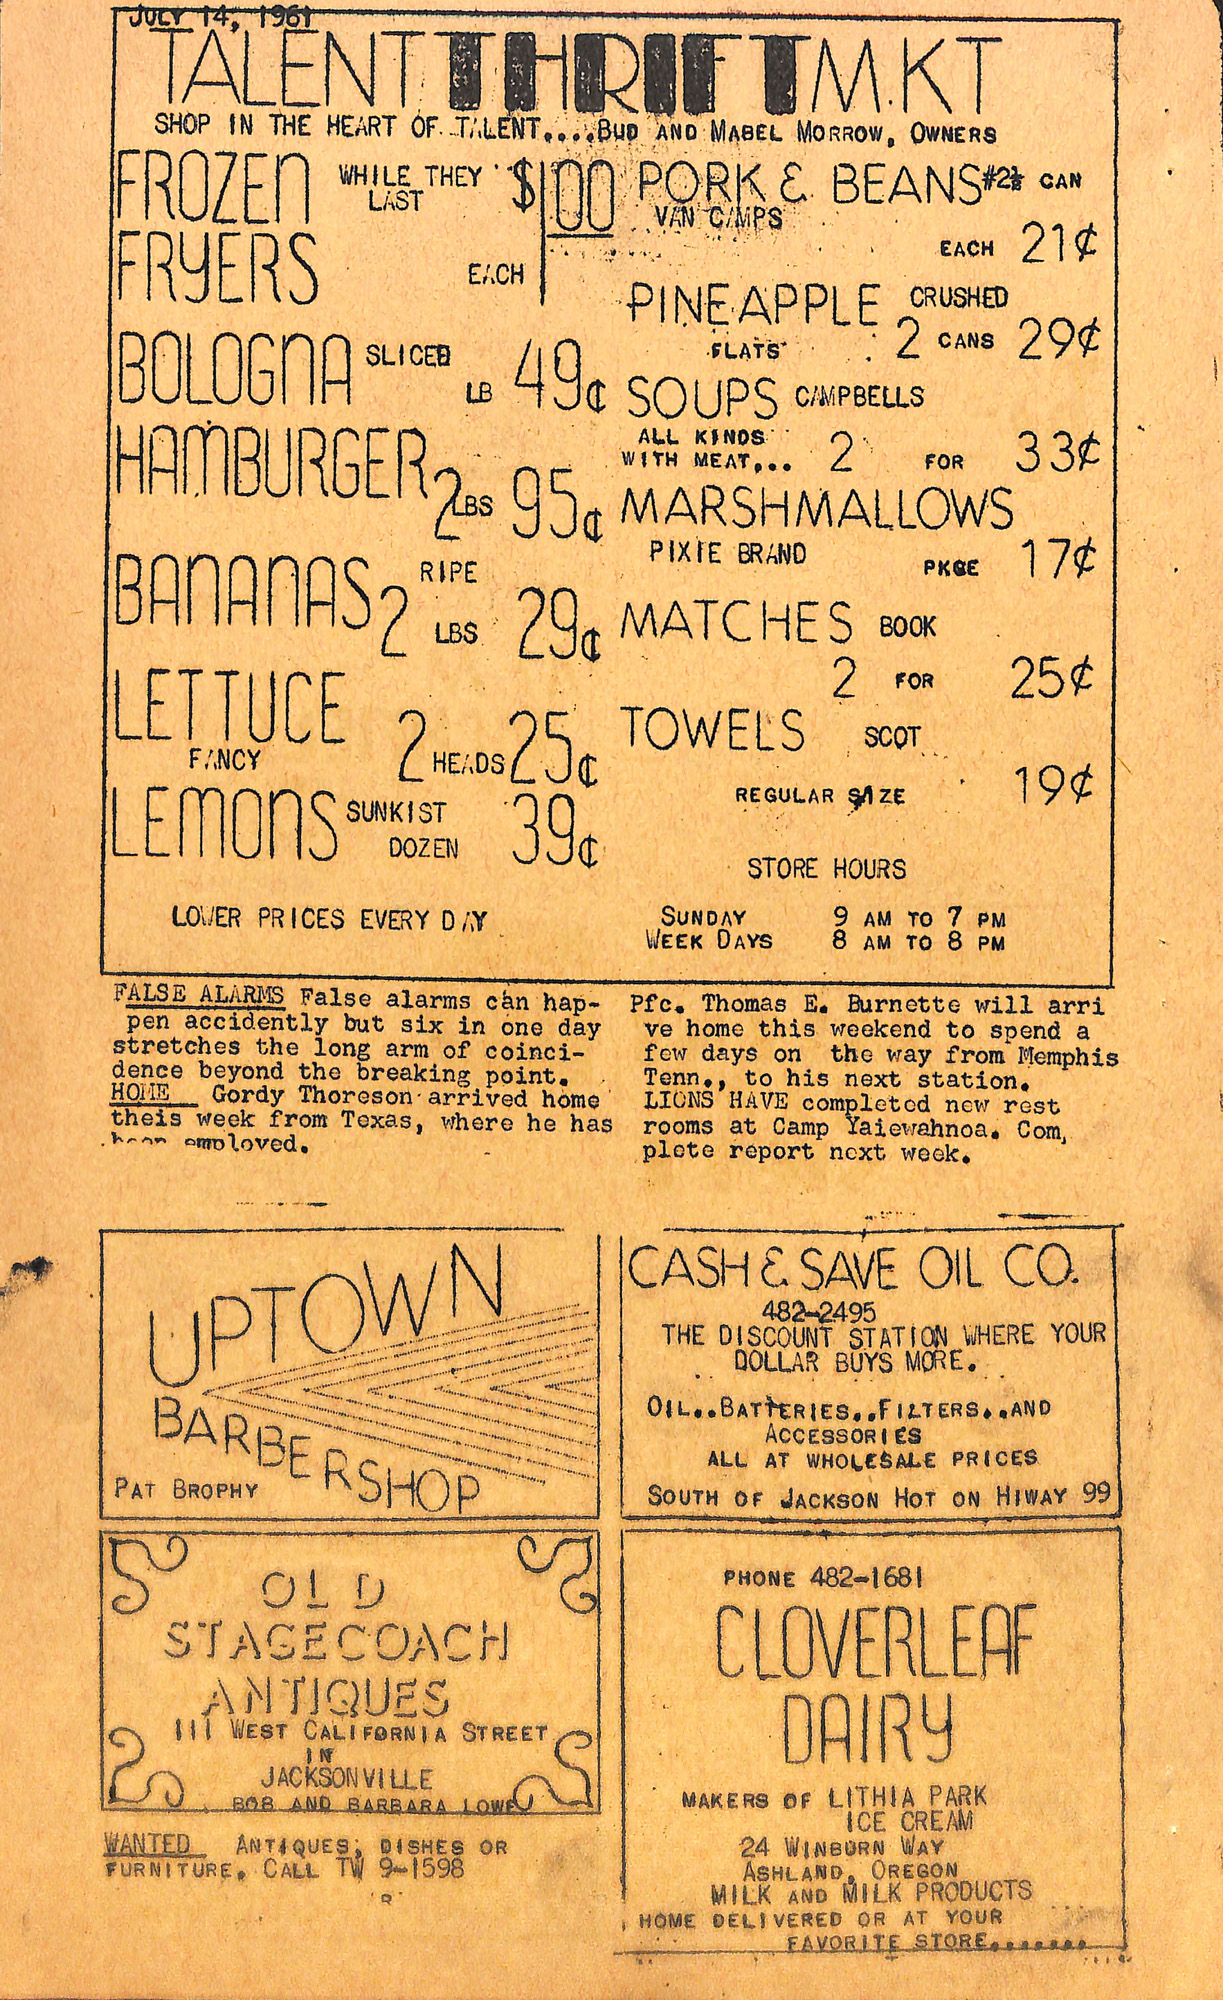 JULY 14, 1961
TALENT THRIFT M.KT
SHOP IN THE HEART OF TALENT....BUD AND MABEL MORROW, OWNERS
FROZEN WHILE THEY $1.00
LAST
FRYERS
EACH
BOLOGNA SLICED
LB 49¢
HAMBURGER
2 LBS 95¢
BANANAS RIPE
2 LBS 29¢
LETTUCE
FANCY 2 HEADS 25¢
LEMONS SUNKIST 39¢
DOZEN
LOWER PRICES EVERY DAY
PORK & BEANS #2½ CAN
VAN CAMPS
EACH 21¢
PINEAPPLE CRUSHED
FLATS 2 CANS 29¢
SOUPS CAMPBELLS
ALL KINDS
WITH MEAT... 2 FOR 33¢
MARSHMALLOWS
PIXIE BRAND PKGE 17¢
MATCHES BOOK
2 FOR 25¢
TOWELS SCOT
REGULAR SIZE 19¢
STORE HOURS
SUNDAY 9 AM TO 7 PM
WEEK DAYS 8 AM TO 8 PM
FALSE ALARMS False alarms can hap-
pen accidently but six in one day
stretches the long arm of coinci-
dence beyond the breaking point.
HOME Gordy Thoreson arrived home
theis week from Texas, where he has
been employed.
Pfc. Thomas E. Burnette will arri
ve home this weekend to spend a
few days on the way from Memphis
Tenn., to his next station.
LIONS HAVE completed new rest
rooms at Camp Yaiewahnoa. Com,
plete report next week.
UPTOWN
BARBERSHOP
PAT BROPHY
CASH & SAVE OIL CO.
482-2495
THE DISCOUNT STATION WHERE YOUR
DOLLAR BUYS MORE.
OIL..BATTERIES..FILTERS..AND
ACCESSORIES
ALL AT WHOLESALE PRICES
SOUTH OF JACKSON HOT ON HIWAY 99
OLD
STAGECOACH
ANTIQUES
111 WEST CALIFORNIA STREET
IN
JACKSONVILLE
BOB AND BARBARA LOWE
WANTED ANTIQUES, DISHES OR
FURNITURE. CALL TW 9-1598
PHONE 482-1681
CLOVERLEAF
DAIRY
MAKERS OF LITHIA PARK
ICE CREAM
24 WINBURN WAY
ASHLAND, OREGON
MILK AND MILK PRODUCTS
HOME DELIVERED OR AT YOUR
FAVORITE STORE........